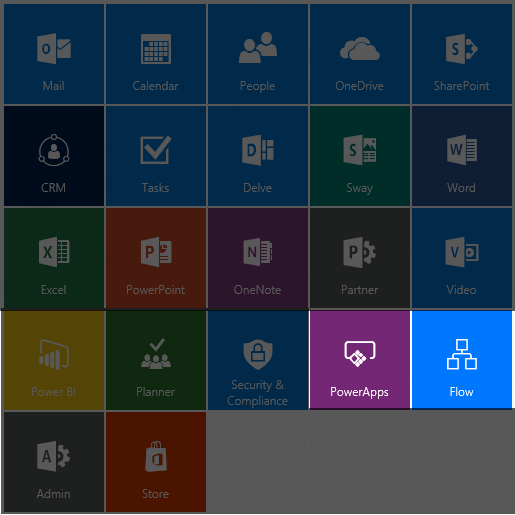 Mail
Calendar
People
OneDrive
SharePoint
CRM
Tasks
Delve
Sway
Word
Excel
PowerPoint
OneNote
Partner
Video
Power BI
Planner
Security &
Compliance
PowerApps
Flow
Admin
Store